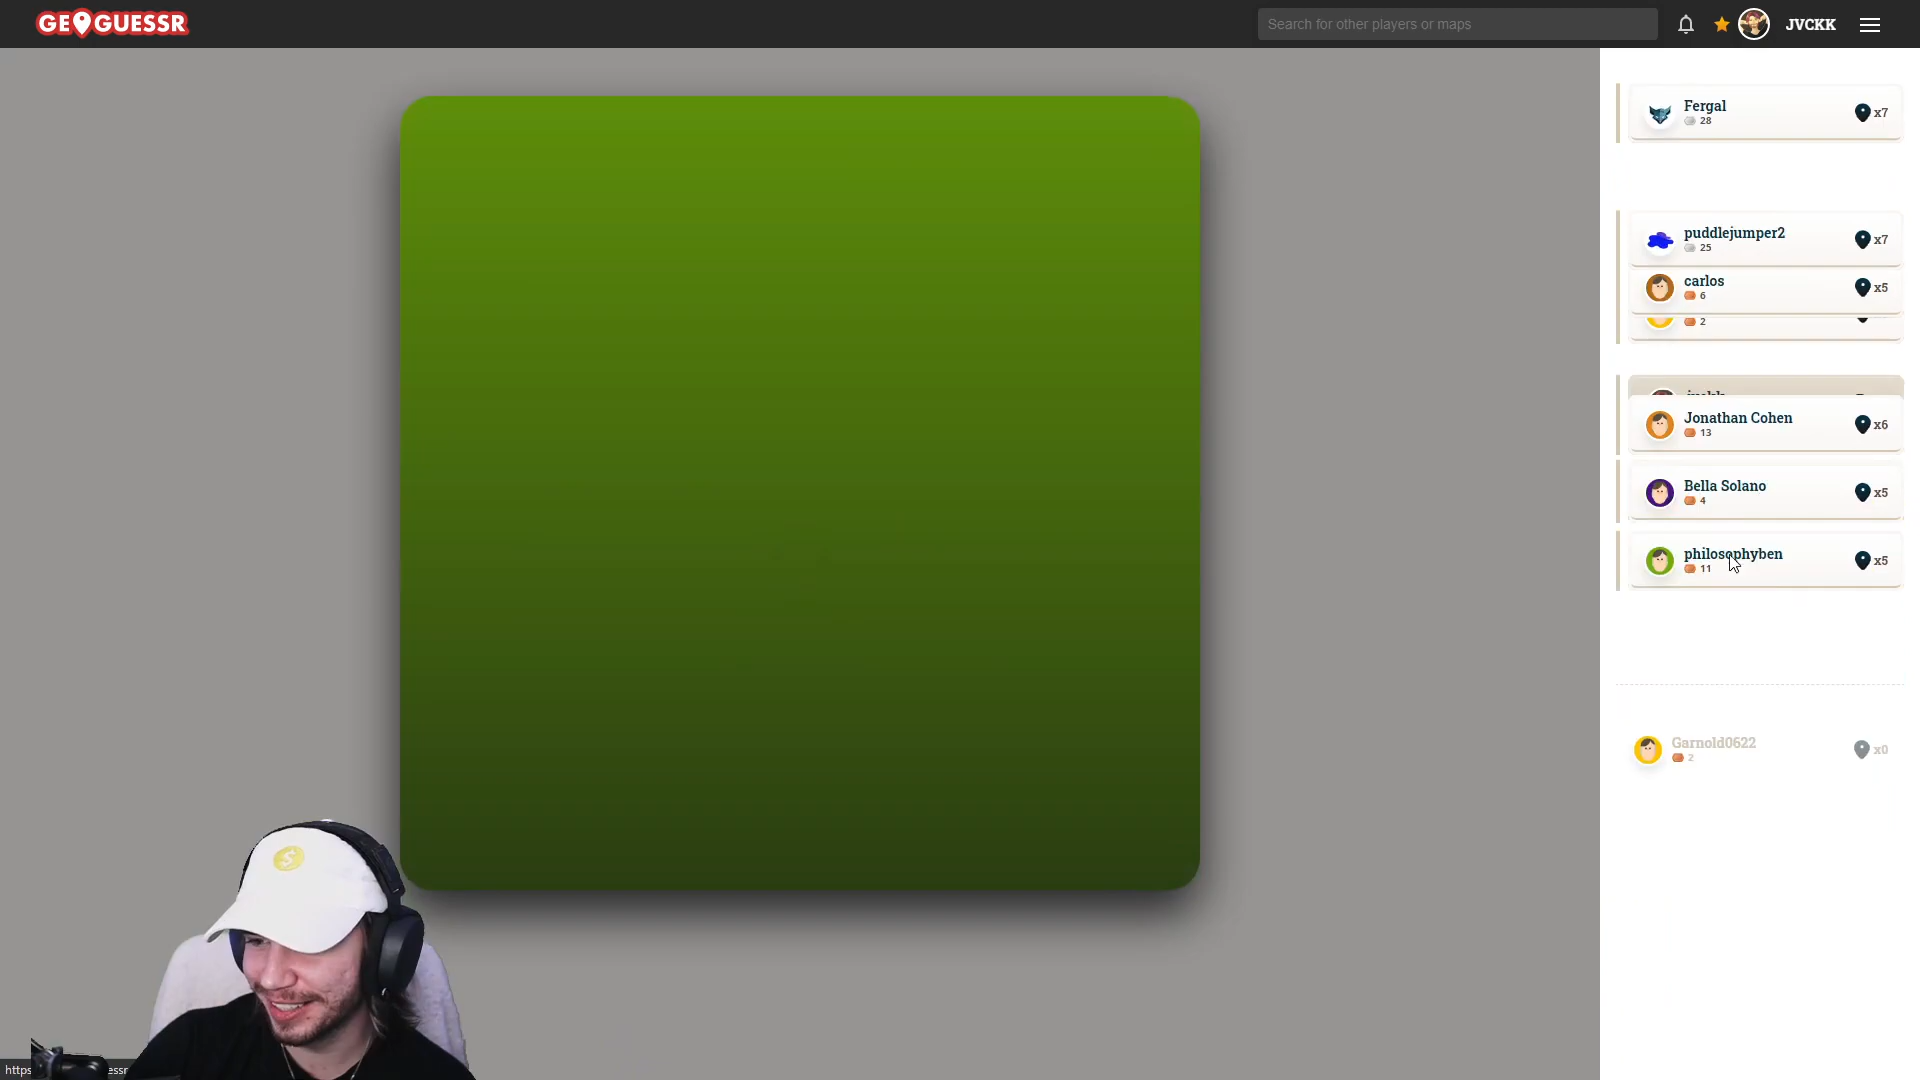 GEOGUESSR
Search for other players or maps
JVCKK
Fergal
28
x7
puddlejumper2
25
x7
carlos
6
x5
2
Jonathan Cohen
13
x6
Bella Solano
4
x5
philosophyben
11
x5
Garnold0622
2
x0
https
essr